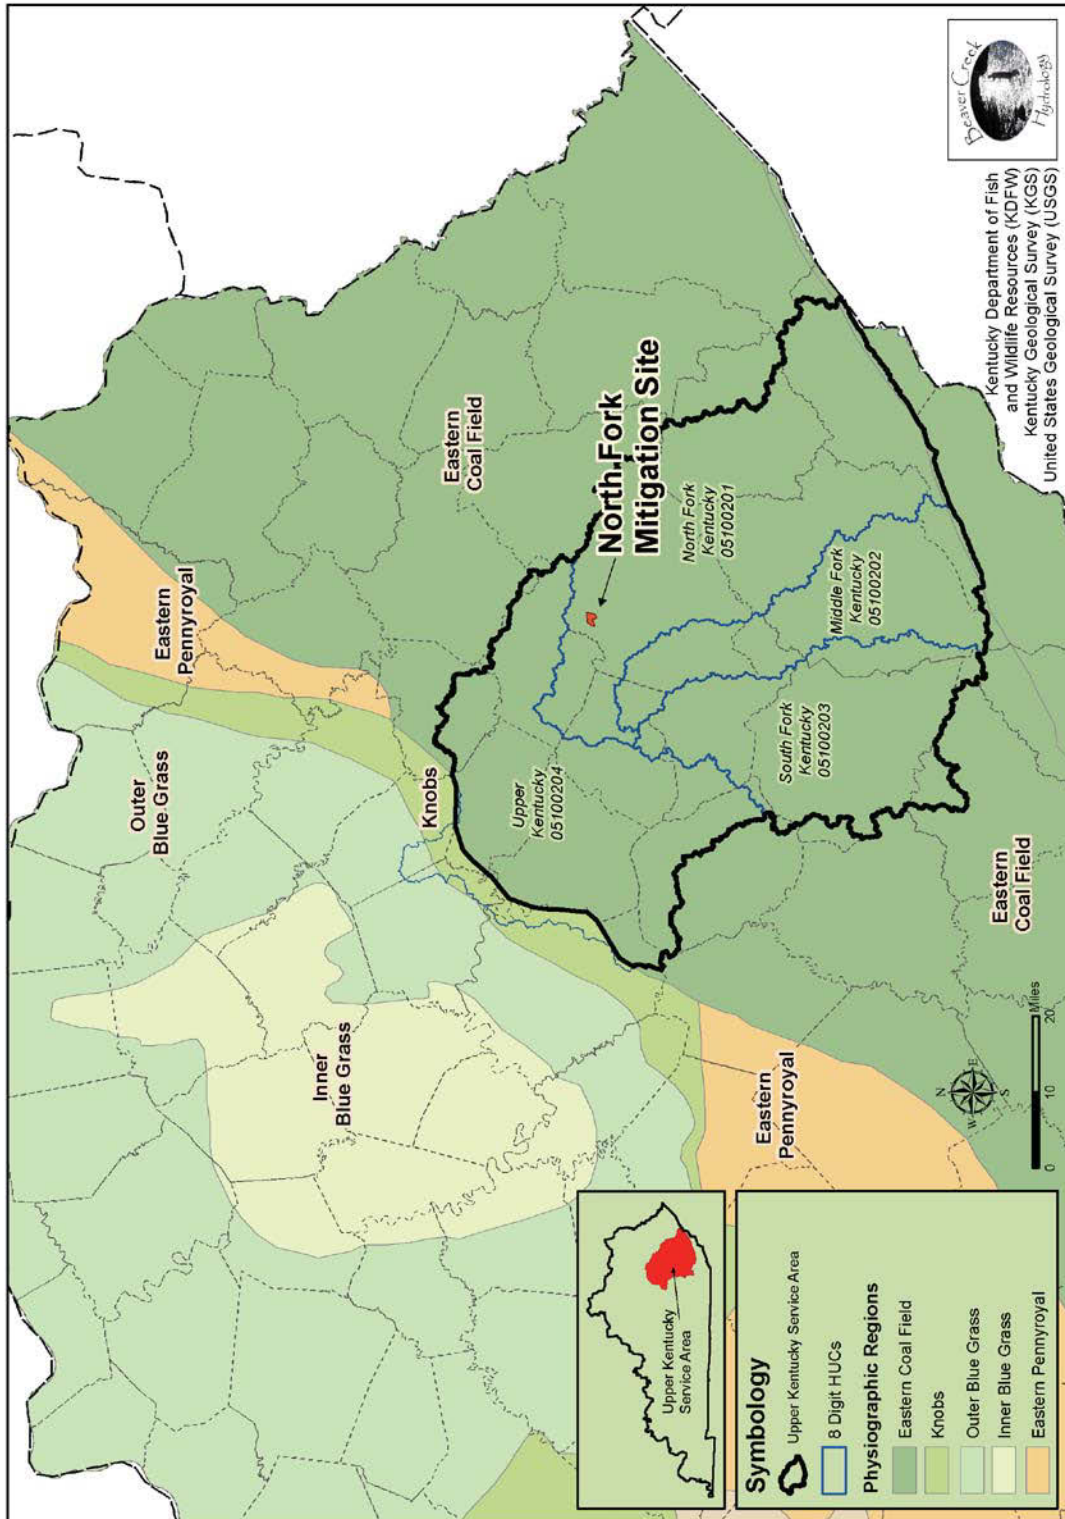 Outer
Blue Grass
Eastern
Pennyroyal
Inner
Blue Grass
Knobs
Eastern
Coal Field
Upper
Kentucky
05100204
North Fork
Mitigation Site
North Fork
Kentucky
05100201
South Fork
Kentucky
05100203
Middle Fork
Kentucky
05100202
Eastern
Pennyroyal
Eastern
Coal Field
Upper Kentucky
Service Area
Symbology
Upper Kentucky Service Area
8 Digit HUCs
Physiographic Regions
Eastern Coal Field
Knobs
Outer Blue Grass
Inner Blue Grass
Eastern Pennyroyal
N
W
E
S
Miles
0 10 20
Kentucky Department of Fish
and Wildlife Resources (KDFW)
Kentucky Geological Survey (KGS)
United States Geological Survey (USGS)
Beaver Creek
Hydrology